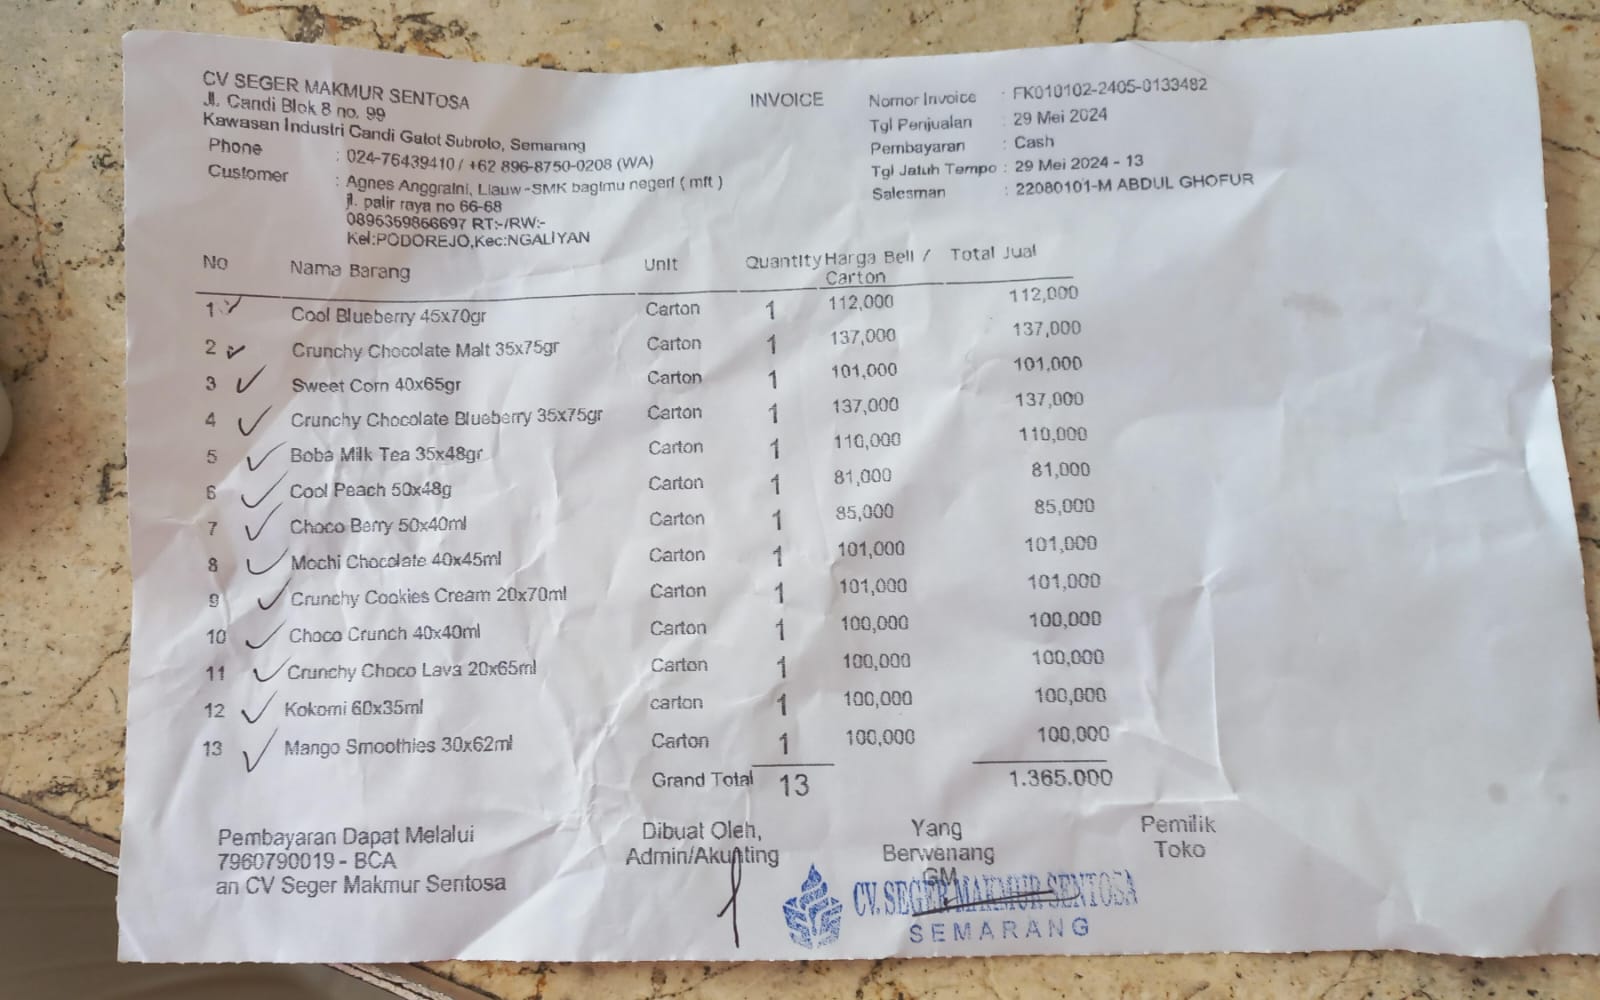 CV SEGER MAKMUR SENTOSA
Jl. Candi Blok 8 no. 99
Kawasan Industri Candi Gatot Subroto, Semarang
Phone : 024-76439410 / +62 896-8750-0208 (WA)
Customer : Agnes Anggraini, Liauw -SMK bagimu negeri ( mft )
jl. palir raya no 66-68
0896359866697 RT:-/RW:-
Kel:PODOREJO,Kec:NGALIYAN
INVOICE
Nomor Invoice : FK010102-2405-0133482
Tgl Penjualan : 29 Mei 2024
Pembayaran : Cash
Tgl Jatuh Tempo : 29 Mei 2024 - 13
Salesman : 22080101-M ABDUL GHOFUR
No Nama Barang Unit Quantity Harga Beli / Carton Total Jual
1 Cool Blueberry 45x70gr Carton 1 112,000 112,000
2 Crunchy Chocolate Malt 35x75gr Carton 1 137,000 137,000
3 Sweet Corn 40x65gr Carton 1 101,000 101,000
4 Crunchy Chocolate Blueberry 35x75gr Carton 1 137,000 137,000
5 Boba Milk Tea 35x48gr Carton 1 110,000 110,000
6 Cool Peach 50x48g Carton 1 81,000 81,000
7 Choco Berry 50x40ml Carton 1 85,000 85,000
8 Mochi Chocolate 40x45ml Carton 1 101,000 101,000
9 Crunchy Cookies Cream 20x70ml Carton 1 101,000 101,000
10 Choco Crunch 40x40ml Carton 1 100,000 100,000
11 Crunchy Choco Lava 20x65ml Carton 1 100,000 100,000
12 Kokomi 60x35ml carton 1 100,000 100,000
13 Mango Smoothies 30x62ml Carton 1 100,000 100,000
Grand Total 13 1.365.000
Pembayaran Dapat Melalui
7960790019 - BCA
an CV Seger Makmur Sentosa
Dibuat Oleh,
Admin/Akunting
Yang
Berwenang
GM
CV. SEGER MAKMUR SENTOSA
SEMARANG
Pemilik
Toko